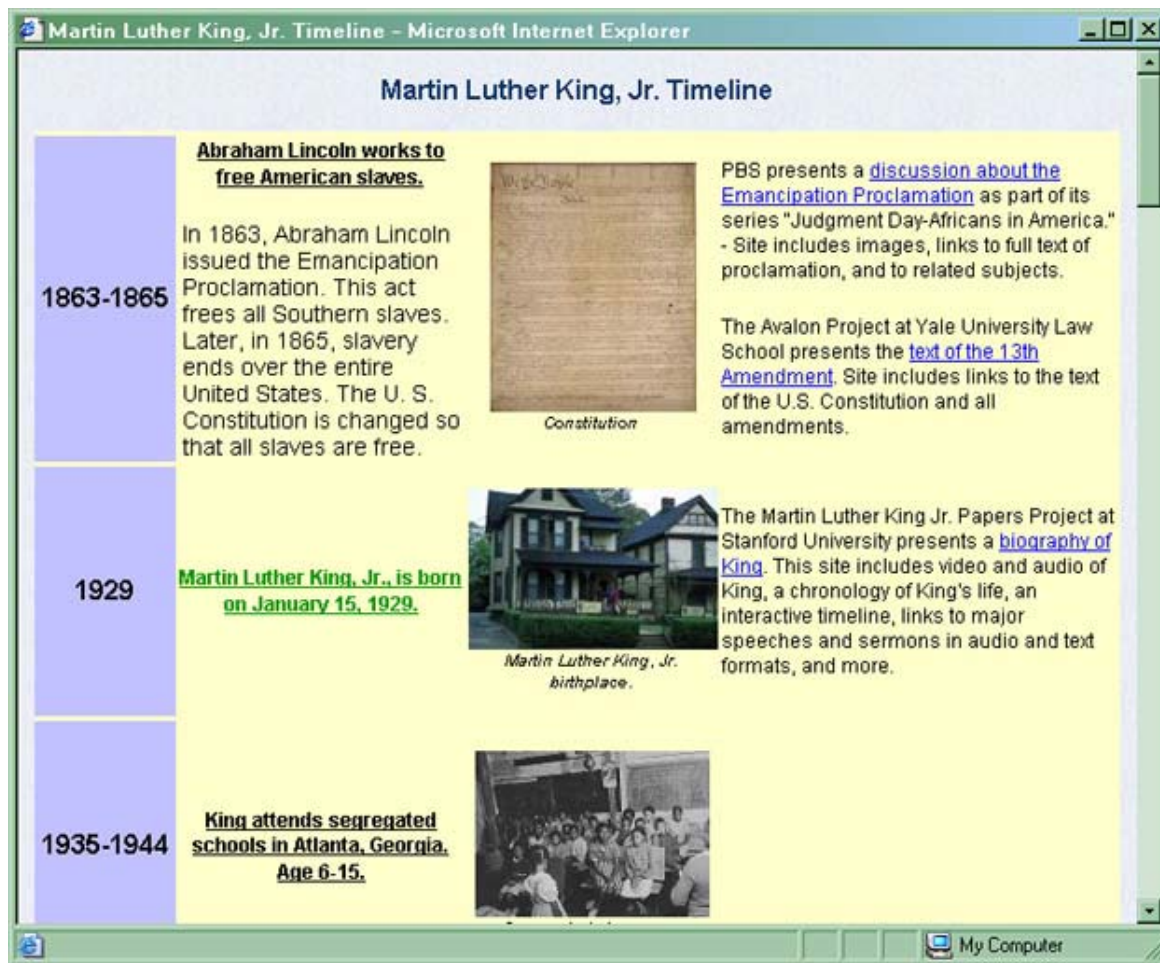 Martin Luther King, Jr. Timeline - Microsoft Internet Explorer
Martin Luther King, Jr. Timeline
1863-1865
Abraham Lincoln works to
free American slaves.
In 1863, Abraham Lincoln
issued the Emancipation
Proclamation. This act
frees all Southern slaves.
Later, in 1865, slavery
ends over the entire
United States. The U. S.
Constitution is changed so
that all slaves are free.
Constitution
PBS presents a discussion about the
Emancipation Proclamation as part of its
series "Judgment Day-Africans in America."
- Site includes images, links to full text of
proclamation, and to related subjects.
The Avalon Project at Yale University Law
School presents the text of the 13th
Amendment. Site includes links to the text
of the U.S. Constitution and all
amendments.
1929
Martin Luther King, Jr., is born
on January 15, 1929.
Martin Luther King, Jr.
birthplace.
The Martin Luther King Jr. Papers Project at
Stanford University presents a biography of
King. This site includes video and audio of
King, a chronology of King's life, an
interactive timeline, links to major
speeches and sermons in audio and text
formats, and more.
1935-1944
King attends segregated
schools in Atlanta, Georgia.
Age 6-15.
My Computer